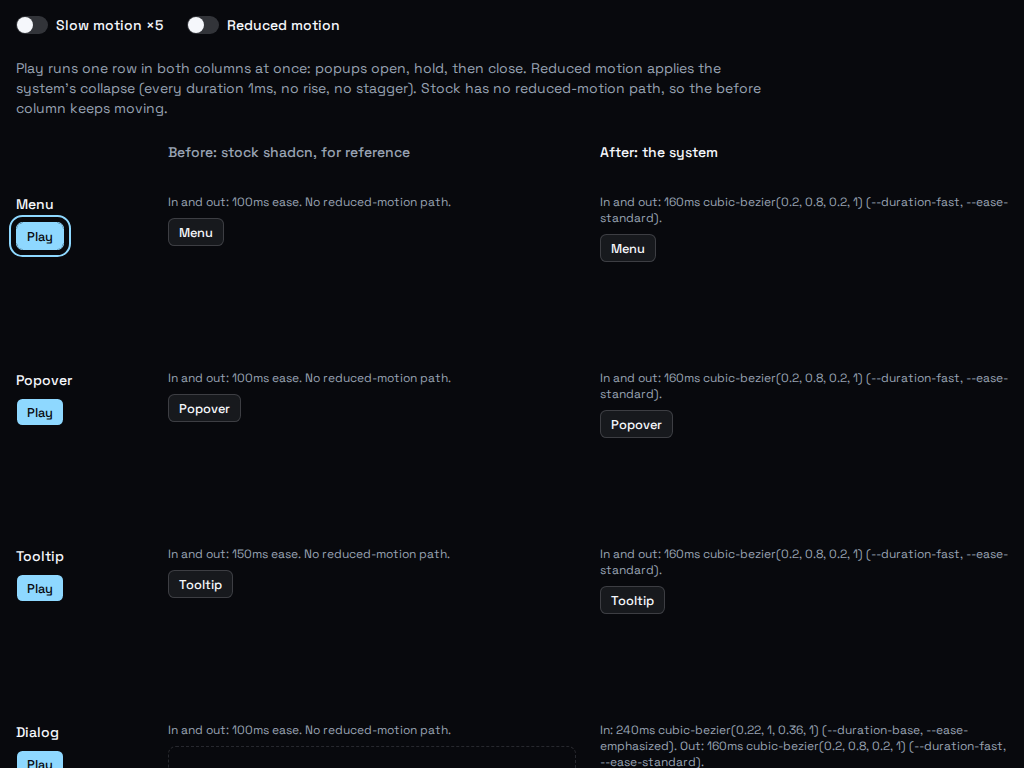 Slow motion ×5
Reduced motion
Play runs one row in both columns at once: popups open, hold, then close. Reduced motion applies the
system's collapse (every duration 1ms, no rise, no stagger). Stock has no reduced-motion path, so the before
column keeps moving.
Before: stock shadcn, for reference
After: the system
Menu
Play
In and out: 100ms ease. No reduced-motion path.
Menu
In and out: 160ms cubic-bezier(0.2, 0.8, 0.2, 1) (--duration-fast, --ease-
standard).
Menu
Popover
Play
In and out: 100ms ease. No reduced-motion path.
Popover
In and out: 160ms cubic-bezier(0.2, 0.8, 0.2, 1) (--duration-fast, --ease-
standard).
Popover
Tooltip
Play
In and out: 150ms ease. No reduced-motion path.
Tooltip
In and out: 160ms cubic-bezier(0.2, 0.8, 0.2, 1) (--duration-fast, --ease-
standard).
Tooltip
Dialog
Play
In and out: 100ms ease. No reduced-motion path.
In: 240ms cubic-bezier(0.22, 1, 0.36, 1) (--duration-base, --ease-
emphasized). Out: 160ms cubic-bezier(0.2, 0.8, 0.2, 1) (--duration-fast,
--ease-standard).